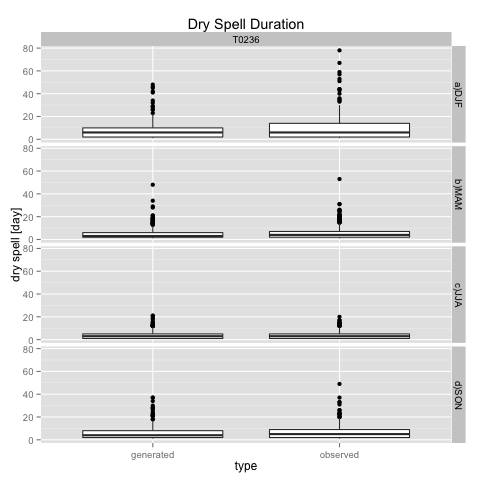 Dry Spell Duration
T0236
80
60
40
20
0
a)DJF
80
60
40
20
0
b)MAM
80
60
40
20
0
c)JJA
80
60
40
20
0
d)SON
dry spell [day]
generated observed
type